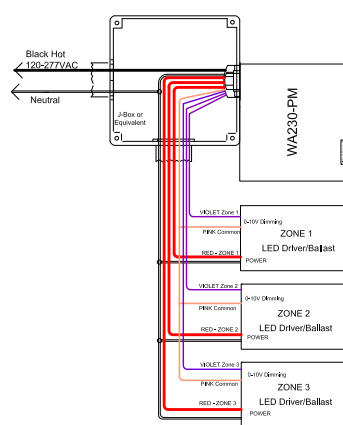 Black Hot
120-277VAC
Neutral
J-Box or
Equivalent
WA230-PM
VIOLET Zone 1
0-10V Dimming
PINK Common
ZONE 1
LED Driver/Ballast
RED - ZONE 1
POWER
VIOLET Zone 2
0-10V Dimming
PINK Common
ZONE 2
LED Driver/Ballast
RED - ZONE 2
POWER
VIOLET Zone 3
0-10V Dimming
PINK Common
ZONE 3
LED Driver/Ballast
RED - ZONE 3
POWER